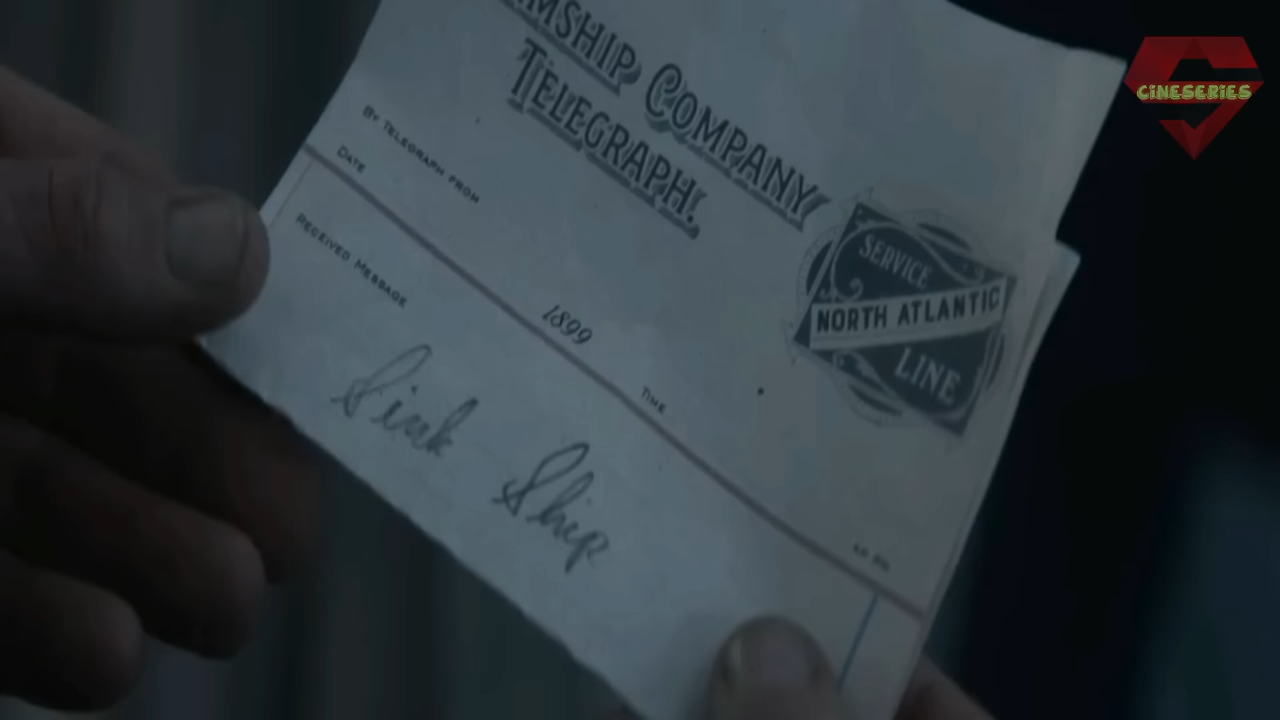 CINESERIES
MSHIP COMPANY
TELEGRAPH.
BY TELEGRAPH FROM
DATE
1899
TIME
RECEIVED MESSAGE
SERVICE
NORTH ATLANTIC
LINE
Sink Ship